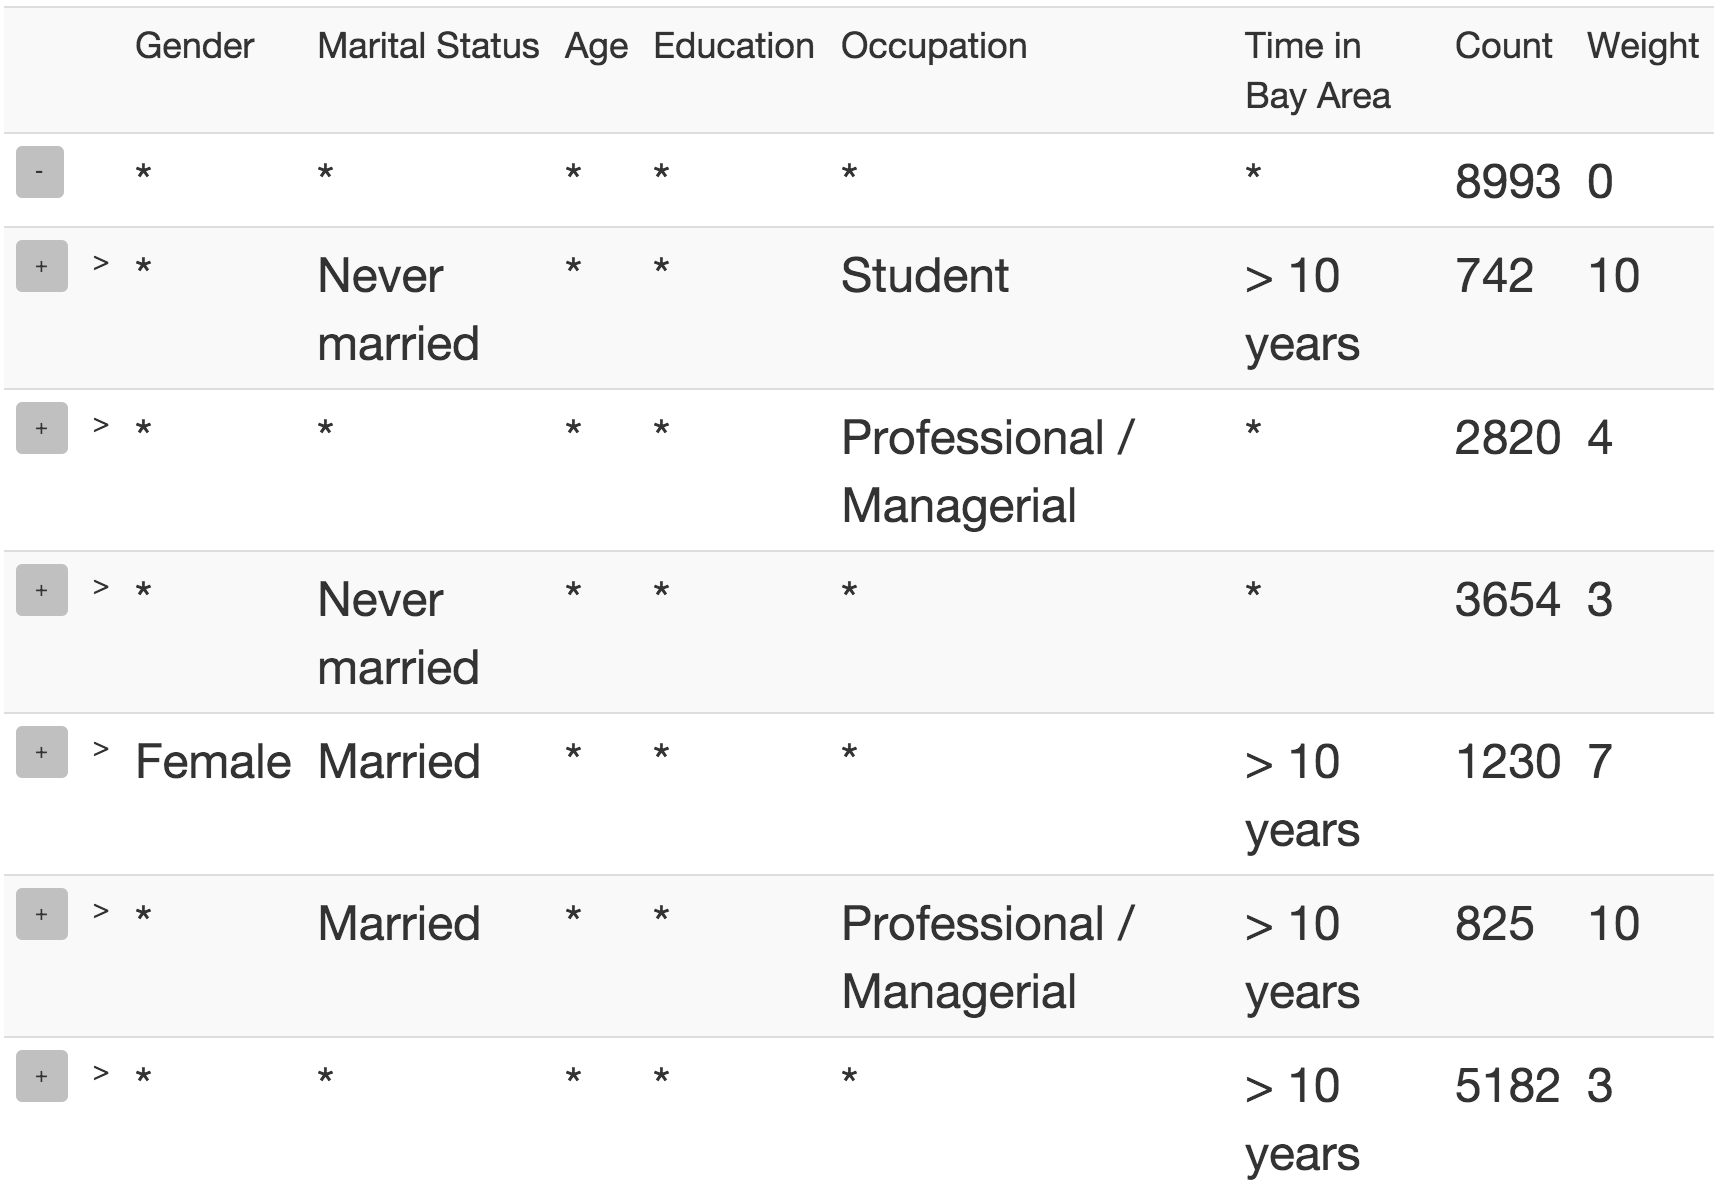 Gender Marital Status Age Education Occupation Time in Count Weight
Bay Area
- * * * * * * 8993 0
+ > * Never * * Student > 10 742 10
married years
+ > * * * * Professional / * 2820 4
Managerial
+ > * Never * * * * 3654 3
married
+ > Female Married * * * > 10 1230 7
years
+ > * Married * * Professional / > 10 825 10
Managerial years
+ > * * * * * > 10 5182 3
years